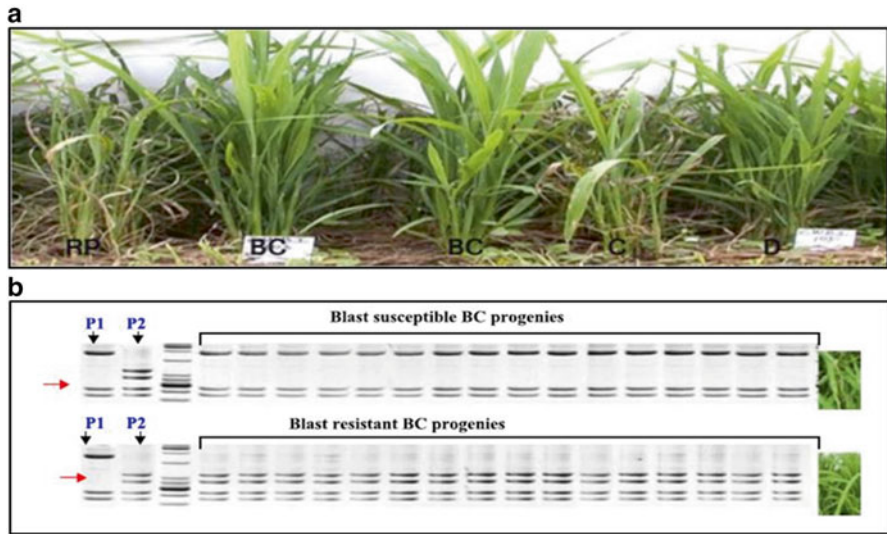 a
RP BC BC C D
b
P1 P2 Blast susceptible BC progenies
P1 P2 Blast resistant BC progenies